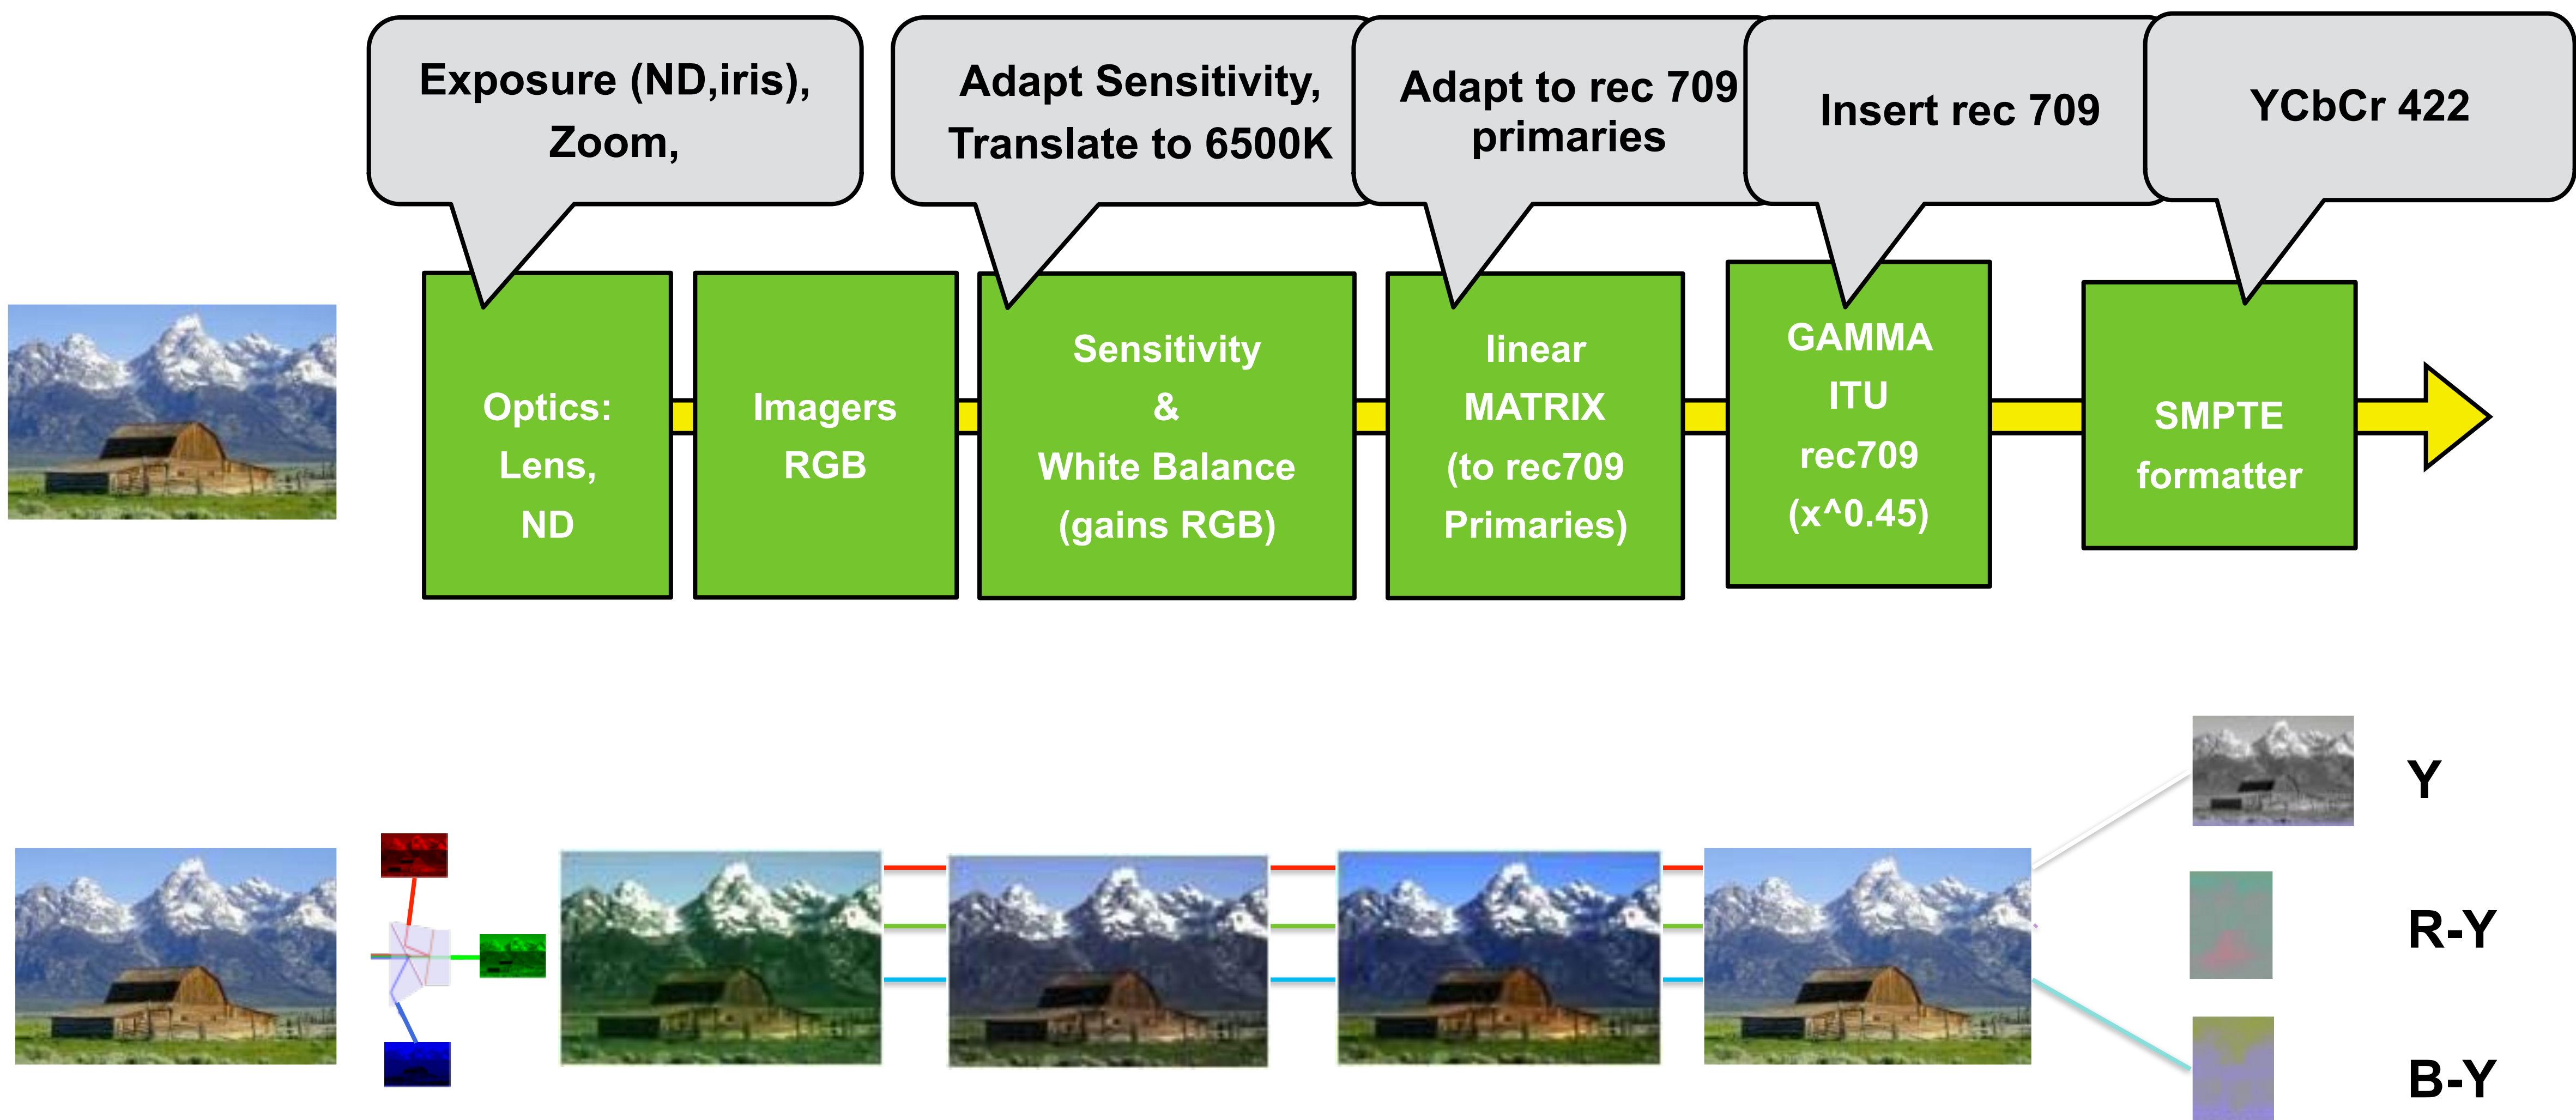 Exposure (ND,iris),
Zoom,
Adapt Sensitivity,
Translate to 6500K
Adapt to rec 709
primaries
Insert rec 709
YCbCr 422
Optics:
Lens,
ND
Imagers
RGB
Sensitivity
&
White Balance
(gains RGB)
linear
MATRIX
(to rec709
Primaries)
GAMMA
ITU
rec709
(x^0.45)
SMPTE
formatter
Y
R-Y
B-Y